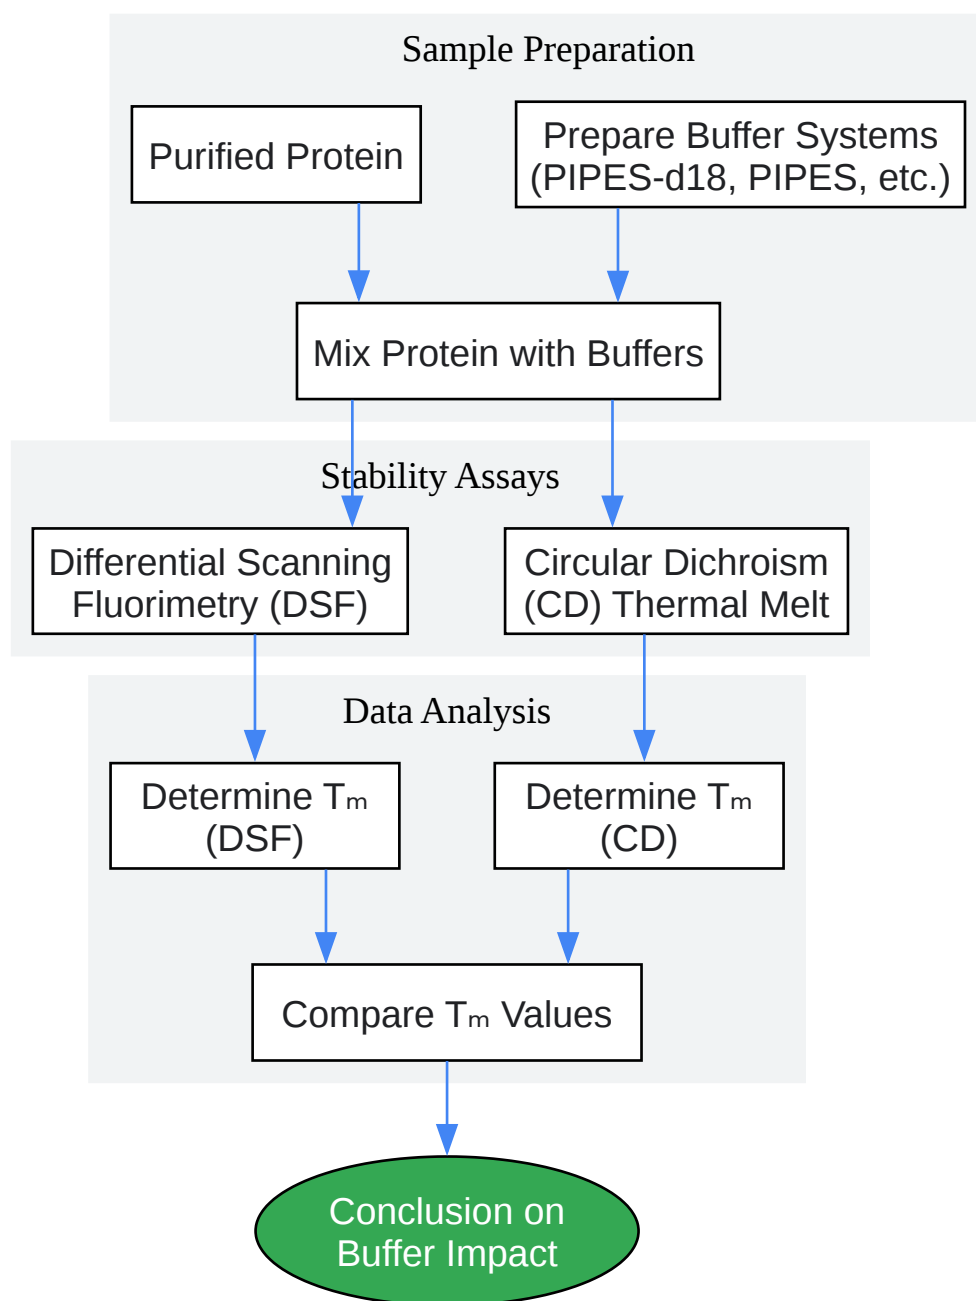 Sample Preparation
Purified Protein
Prepare Buffer Systems
(PIPES-d18, PIPES, etc.)
Mix Protein with Buffers
Stability Assays
Differential Scanning
Fluorimetry (DSF)
Circular Dichroism
(CD) Thermal Melt
Data Analysis
Determine Tₘ
(DSF)
Determine Tₘ
(CD)
Compare Tₘ Values
Conclusion on
Buffer Impact